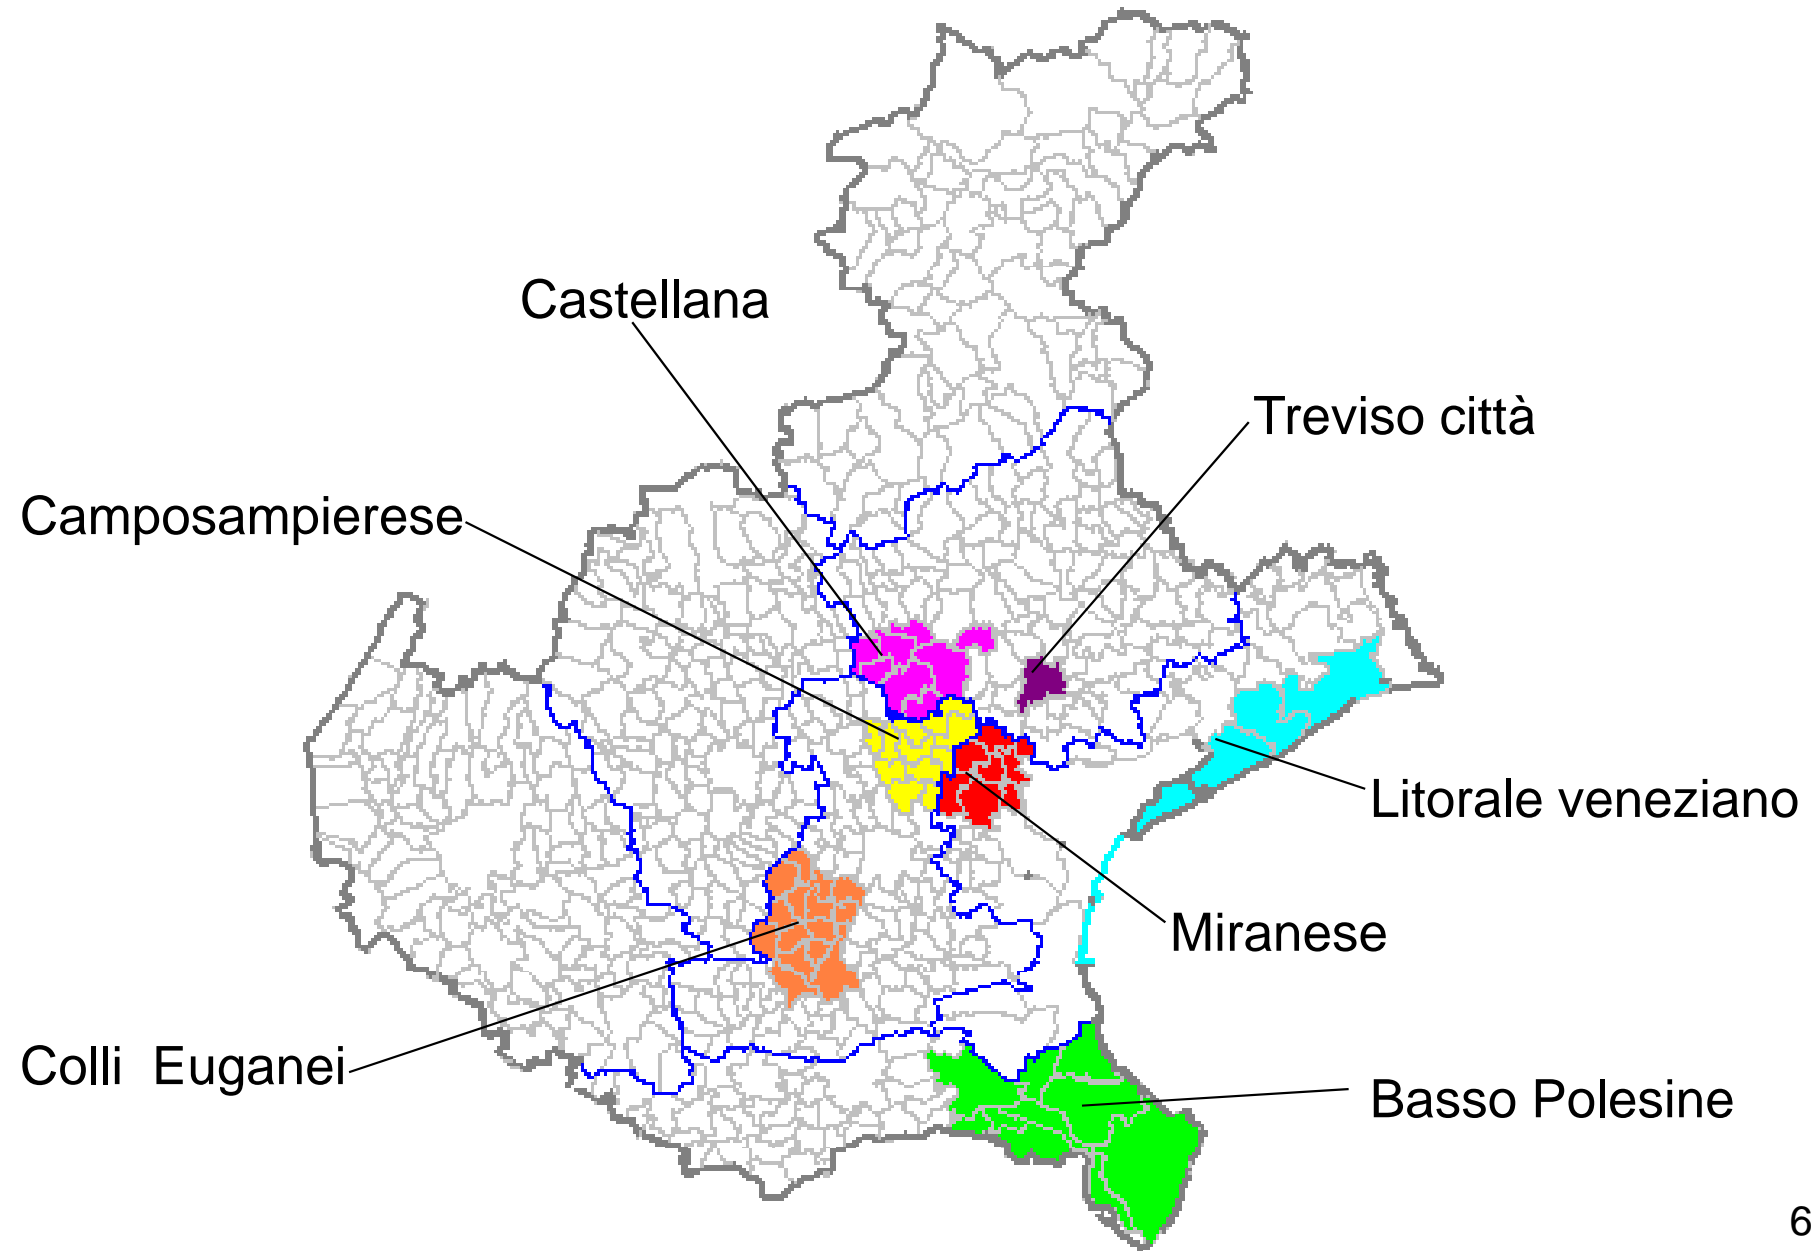 Castellana
Treviso città
Camposampierese
Litorale veneziano
Miranese
Colli Euganei
Basso Polesine
6